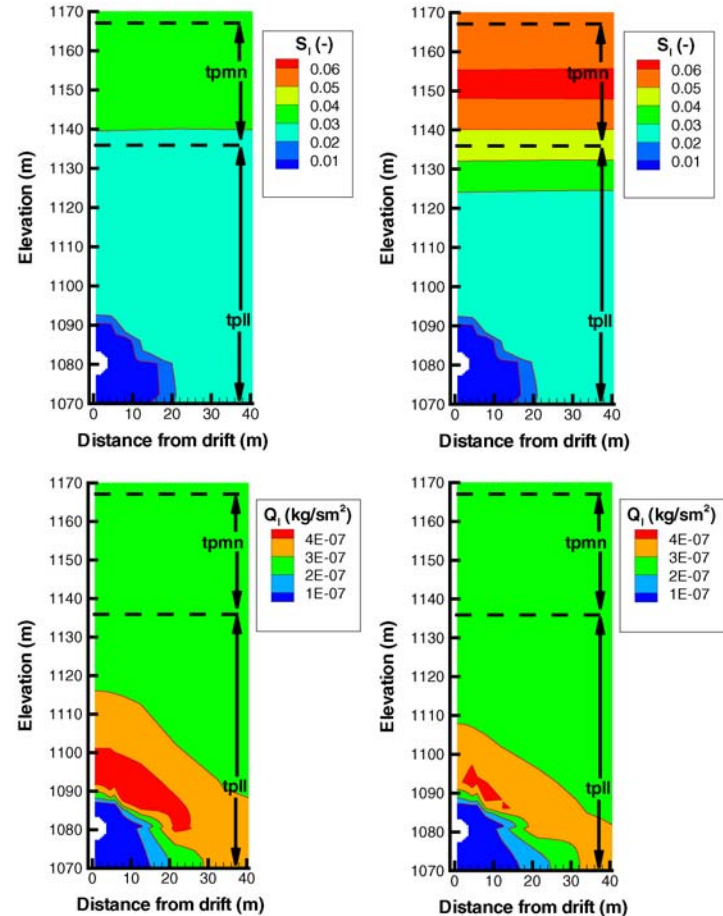 1170
1160
1150
1140
1130
1120
1110
1100
1090
1080
1070
Elevation (m)
tpmn
tpll
0 10 20 30 40
Distance from drift (m)
S_l (-)
0.06
0.05
0.04
0.03
0.02
0.01
1170
1160
1150
1140
1130
1120
1110
1100
1090
1080
1070
Elevation (m)
tpmn
tpll
0 10 20 30 40
Distance from drift (m)
S_l (-)
0.06
0.05
0.04
0.03
0.02
0.01
1170
1160
1150
1140
1130
1120
1110
1100
1090
1080
1070
Elevation (m)
tpmn
tpll
0 10 20 30 40
Distance from drift (m)
Q_l (kg/sm²)
4E-07
3E-07
2E-07
1E-07
1170
1160
1150
1140
1130
1120
1110
1100
1090
1080
1070
Elevation (m)
tpmn
tpll
0 10 20 30 40
Distance from drift (m)
Q_l (kg/sm²)
4E-07
3E-07
2E-07
1E-07